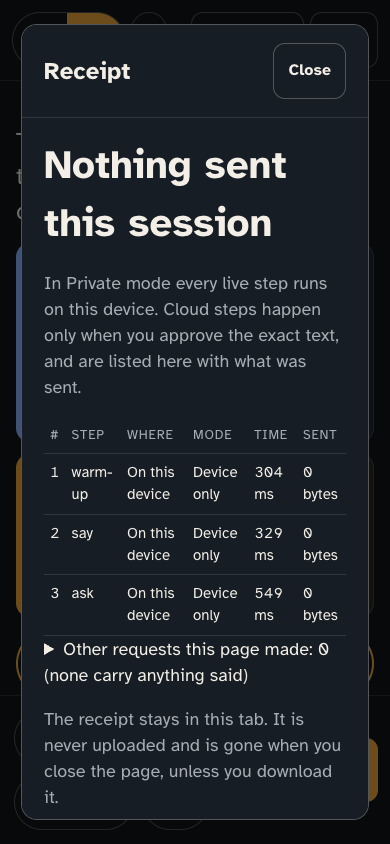 Receipt
Close
Nothing sent
this session
In Private mode every live step runs
on this device. Cloud steps happen
only when you approve the exact text,
and are listed here with what was
sent.
# STEP WHERE MODE TIME SENT
1 warm-up On this device Device only 304 ms 0 bytes
2 say On this device Device only 329 ms 0 bytes
3 ask On this device Device only 549 ms 0 bytes
▶ Other requests this page made: 0
(none carry anything said)
The receipt stays in this tab. It is
never uploaded and is gone when you
close the page, unless you download
it.